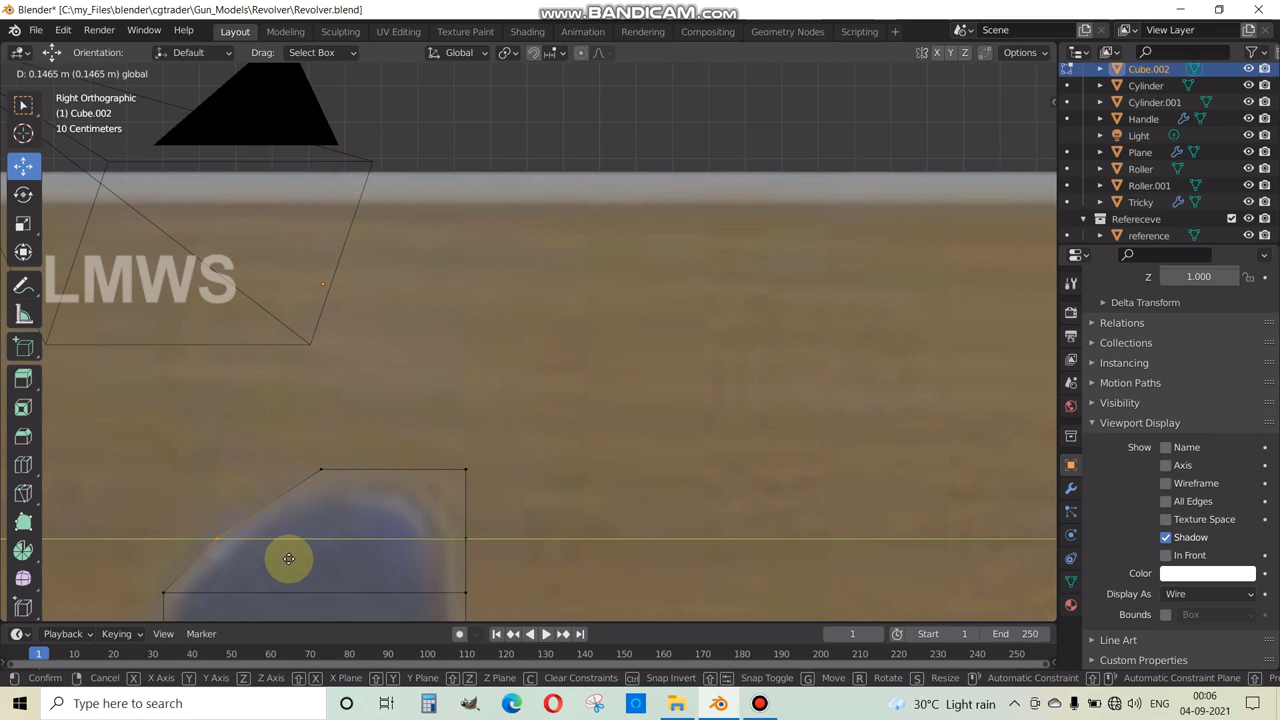 Blender* [C:\my_Files\blender\cgtrader\Gun_Models\Revolver\Revolver.blend]
www.BANDICAM.com
File Edit Render Window Help Layout Modeling Sculpting UV Editing Texture Paint Shading Animation Rendering Compositing Geometry Nodes Scripting + Scene View Layer
Orientation: Default Drag: Select Box Global X Y Z Options
D: 0.1465 m (0.1465 m) global
Right Orthographic
(1) Cube.002
10 Centimeters
LMWS
Cube.002
Cylinder
Cylinder.001
Handle
Light
Plane
Roller
Roller.001
Tricky
Refereceve
reference
Z 1.000
Delta Transform
Relations
Collections
Instancing
Motion Paths
Visibility
Viewport Display
Show Name
Axis
Wireframe
All Edges
Texture Space
Shadow
In Front
Color
Display As Wire
Bounds Box
Line Art
Custom Properties
Playback Keying View Marker 1 Start 1 End 250
1 10 20 30 40 50 60 70 80 90 100 110 120 130 140 150 160 170 180 190 200 210 220 230 240 250
Confirm Cancel X X Axis Y Y Axis Z Z Axis X X Plane Y Y Plane Z Z Plane C Clear Constraints Ctrl Snap Invert Snap Toggle G Move R Rotate S Resize Automatic Constraint Automatic Constraint Plane
Type here to search 30°C Light rain ENG 00:06
04-09-2021